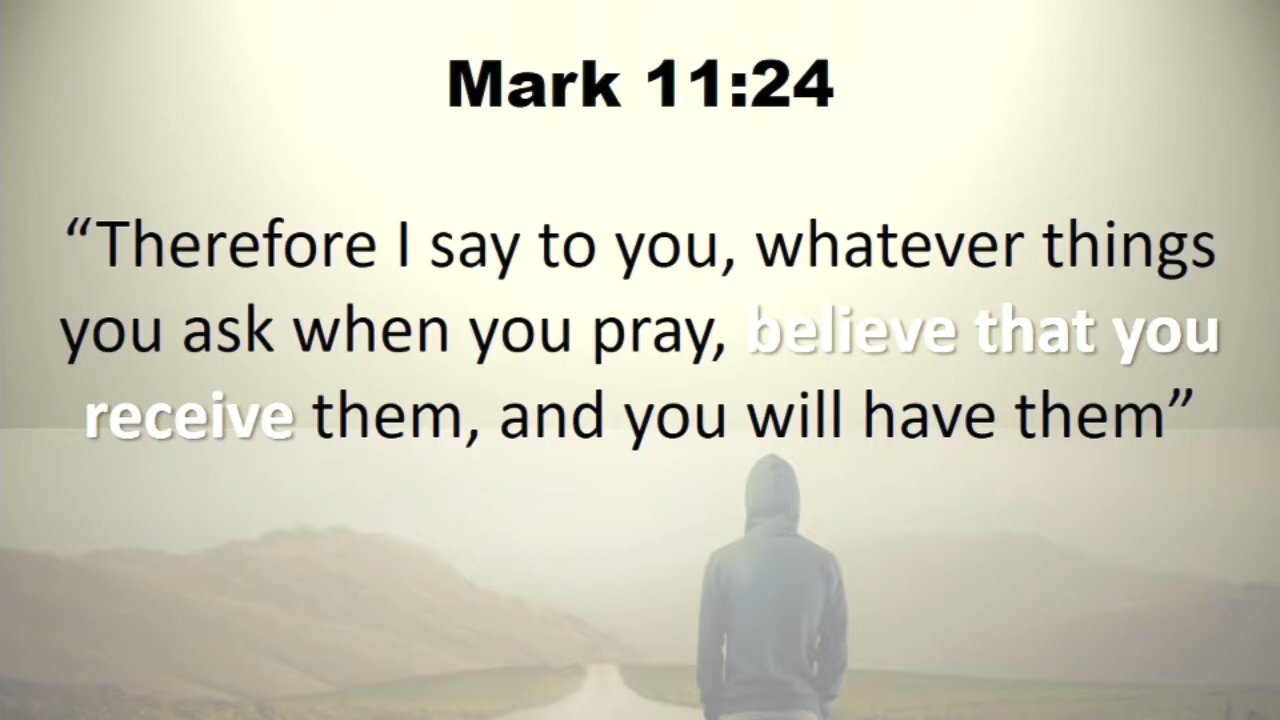 Mark 11:24
“Therefore I say to you, whatever things
you ask when you pray, believe that you
receive them, and you will have them”